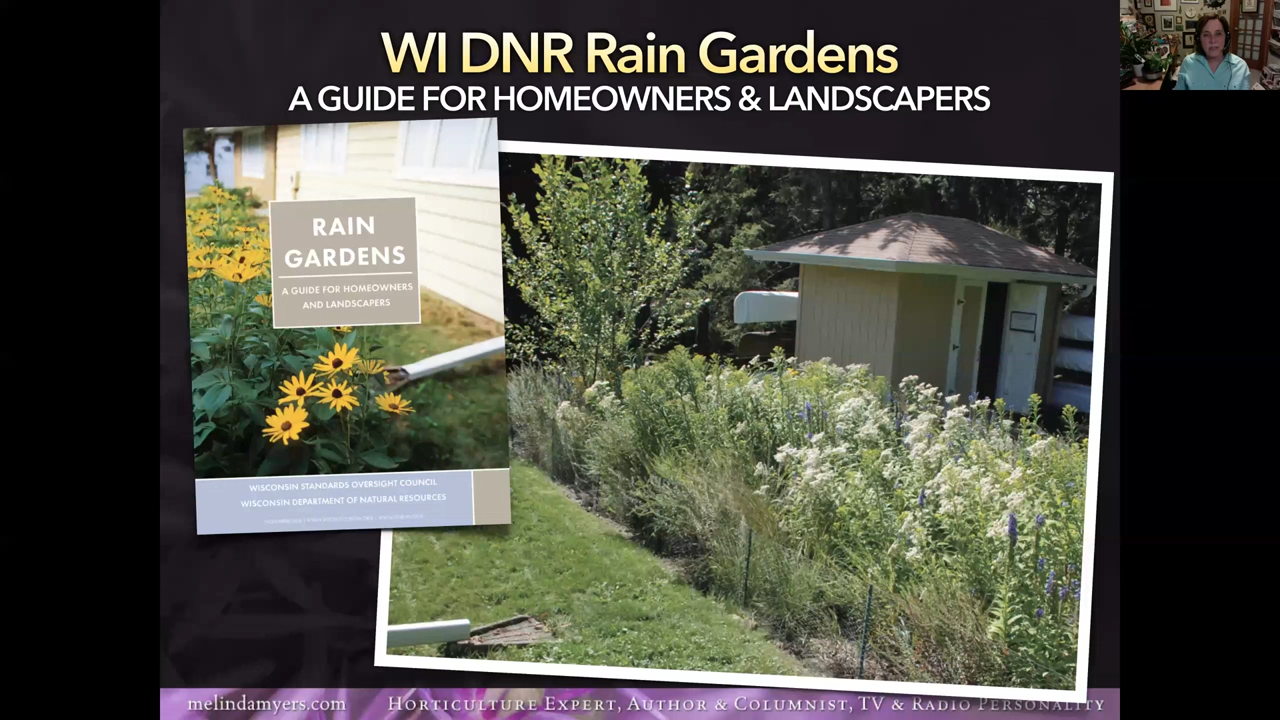 WI DNR Rain Gardens
A GUIDE FOR HOMEOWNERS & LANDSCAPERS
RAIN
GARDENS
A GUIDE FOR HOMEOWNERS
AND LANDSCAPERS
WISCONSIN STANDARDS OVERSIGHT COUNCIL
WISCONSIN DEPARTMENT OF NATURAL RESOURCES
melindamyers.com
HORTICULTURE EXPERT, AUTHOR & COLUMNIST, TV & RADIO PERSONALITY